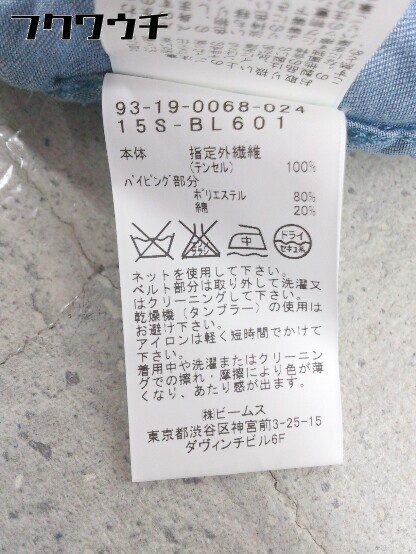 フクワウチ
93-19-0068-024
15S-BL601
本体 指定外繊維
(テンセル) 100%
パイピング部分
ポリエステル 80%
綿 20%
エンソサラシ
中
ドライ
セキユ系
ネットを使用して下さい。
ベルト部分は取り外して洗濯又
はクリーニングして下さい。
乾燥機(タンブラー)の使用は
お避け下さい。
アイロンは軽く短時間でかけて
下さい。
着用中や洗濯またはクリーニン
グでの擦れ・摩擦により色が薄
くなり、あたり感が出ます。
㈱ビームス
東京都渋谷区神宮前3-25-15
ダヴィンチビル6F